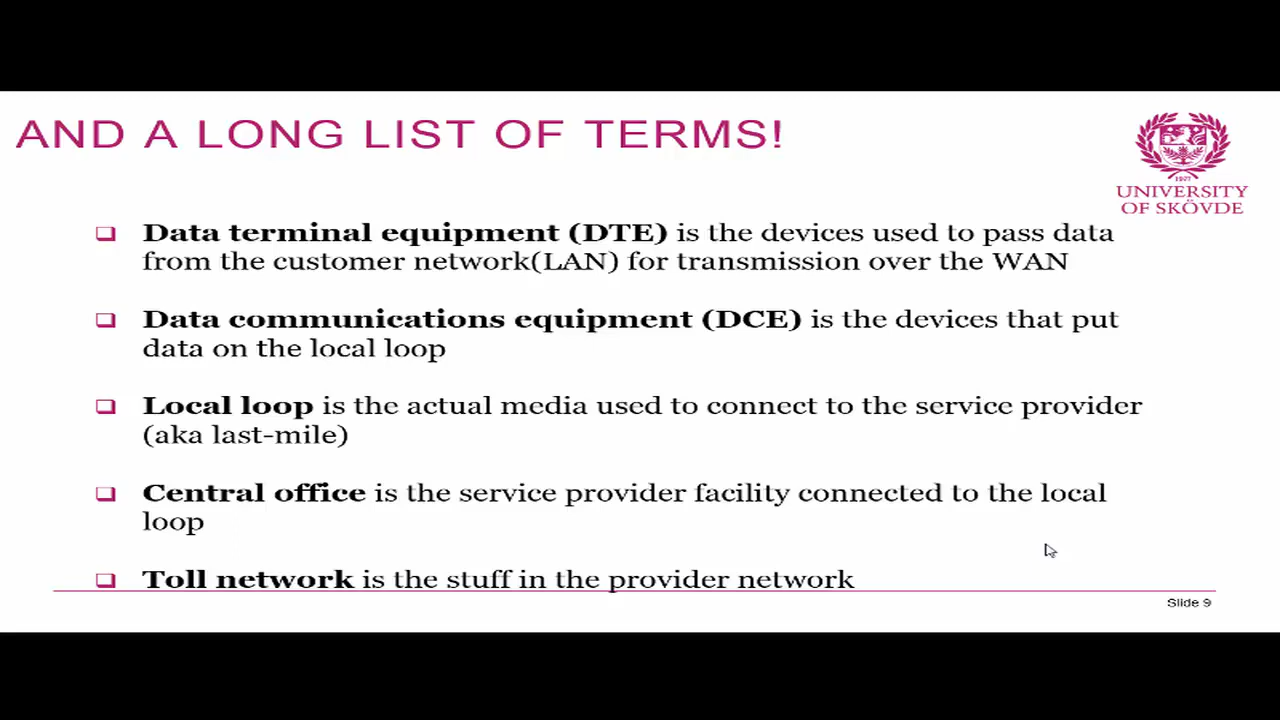 AND A LONG LIST OF TERMS!
1977
UNIVERSITY
OF SKÖVDE
Data terminal equipment (DTE) is the devices used to pass data
from the customer network(LAN) for transmission over the WAN
Data communications equipment (DCE) is the devices that put
data on the local loop
Local loop is the actual media used to connect to the service provider
(aka last-mile)
Central office is the service provider facility connected to the local
loop
Toll network is the stuff in the provider network
Slide 9